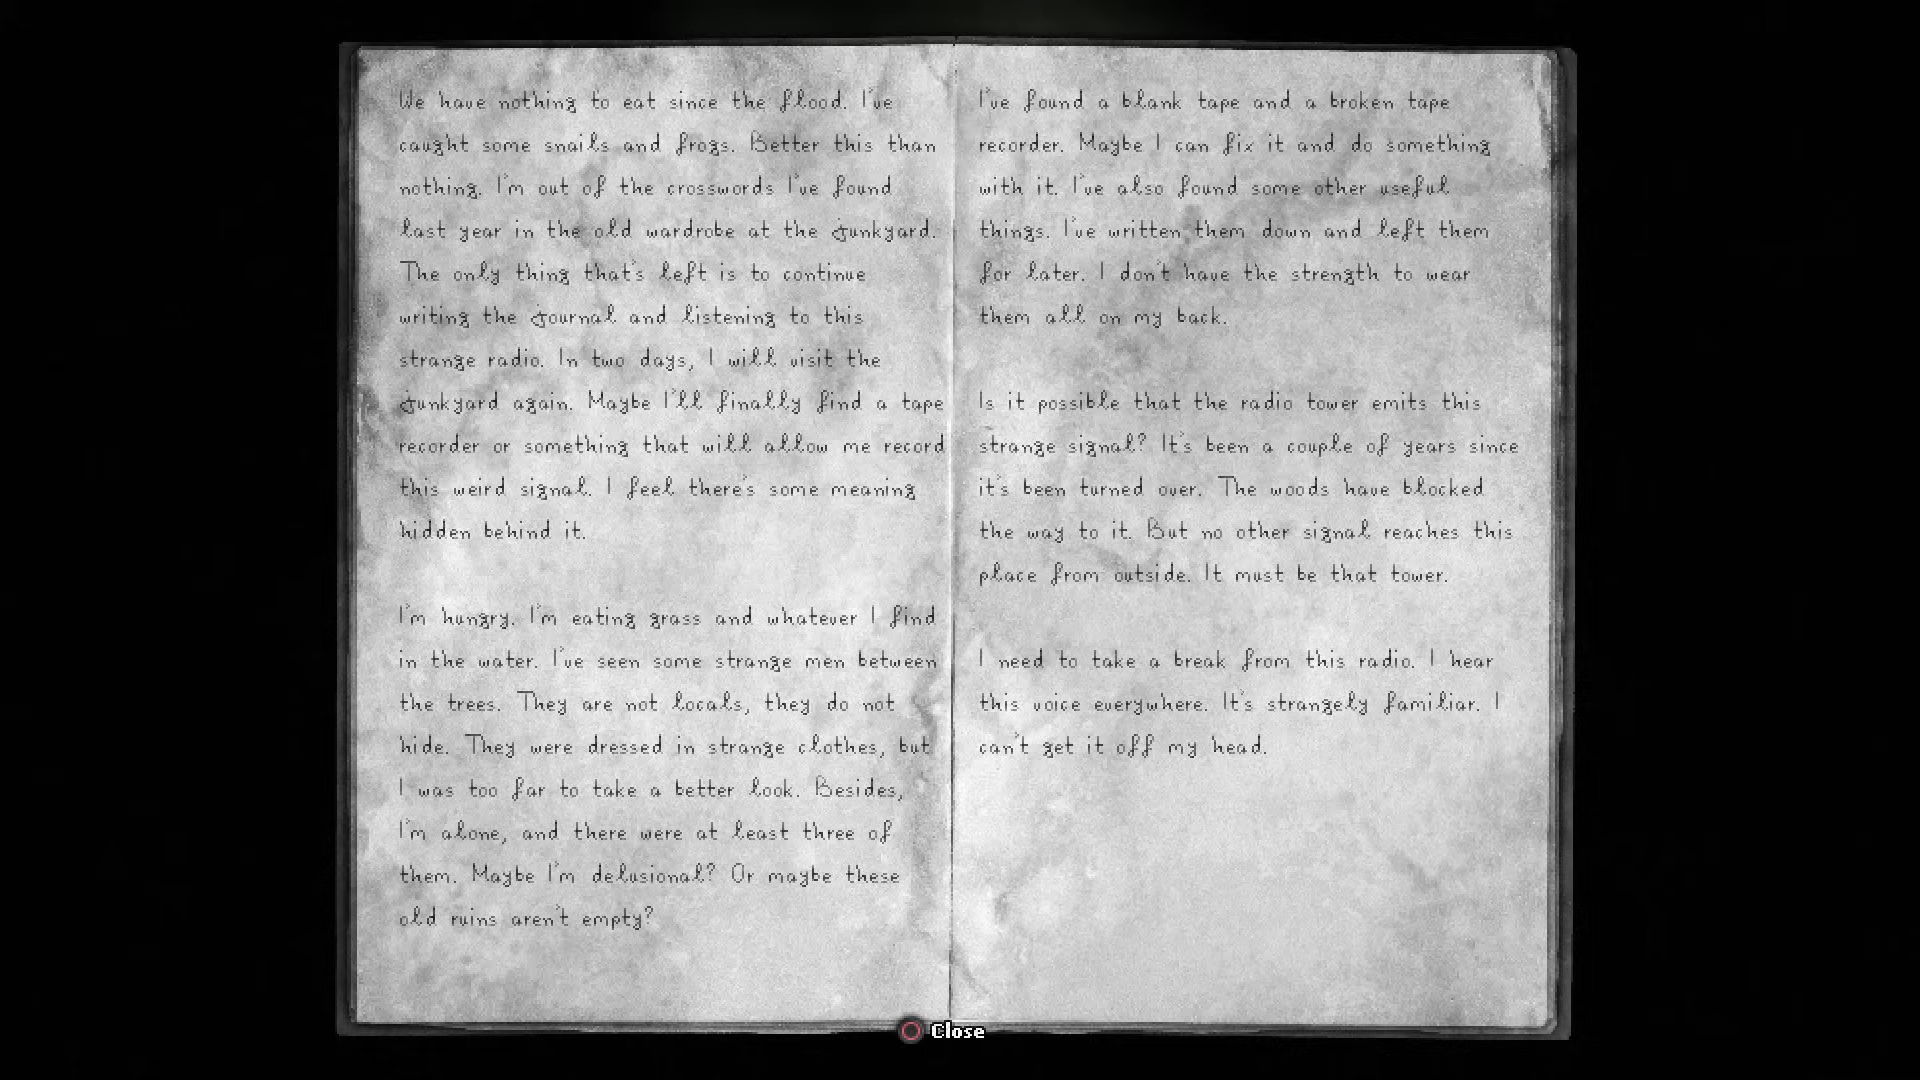 We have nothing to eat since the flood. I've
caught some snails and frogs. Better this than
nothing. I'm out of the crosswords I've found
last year in the old wardrobe at the junkyard.
The only thing that's left is to continue
writing the journal and listening to this
strange radio. In two days, I will visit the
junkyard again. Maybe I'll finally find a tape
recorder or something that will allow me record
this weird signal. I feel there's some meaning
hidden behind it.
I'm hungry. I'm eating grass and whatever I find
in the water. I've seen some strange men between
the trees. They are not locals, they do not
hide. They were dressed in strange clothes, but
I was too far to take a better look. Besides,
I'm alone, and there were at least three of
them. Maybe I'm delusional? Or maybe these
old ruins aren't empty?
I've found a blank tape and a broken tape
recorder. Maybe I can fix it and do something
with it. I've also found some other useful
things. I've written them down and left them
for later. I don't have the strength to wear
them all on my back.
Is it possible that the radio tower emits this
strange signal? It's been a couple of years since
it's been turned over. The woods have blocked
the way to it. But no other signal reaches this
place from outside. It must be that tower.
I need to take a break from this radio. I hear
this voice everywhere. It's strangely familiar. I
can't get it off my head.
Close